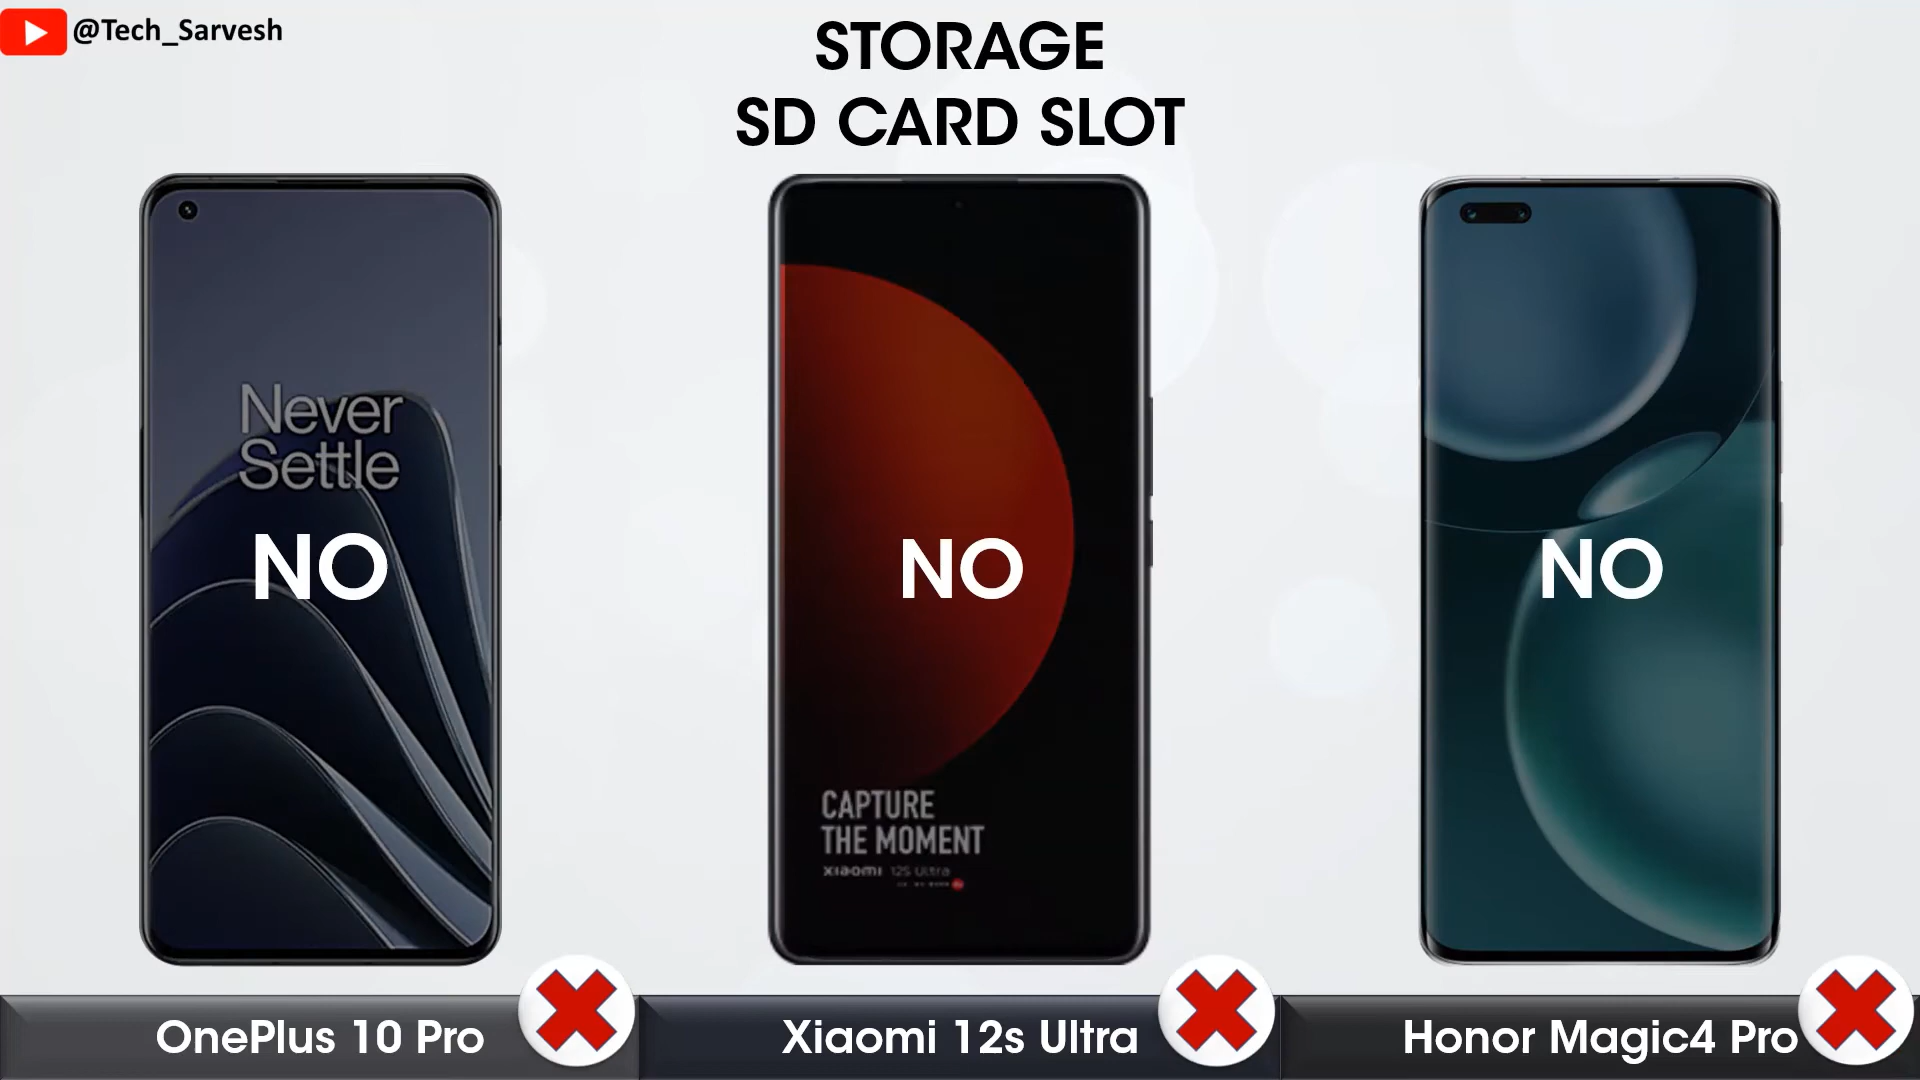 @Tech_Sarvesh
STORAGE
SD CARD SLOT
Never
Settle
NO
NO
NO
CAPTURE
THE MOMENT
xiaomi 12S Ultra
OnePlus 10 Pro
Xiaomi 12s Ultra
Honor Magic4 Pro